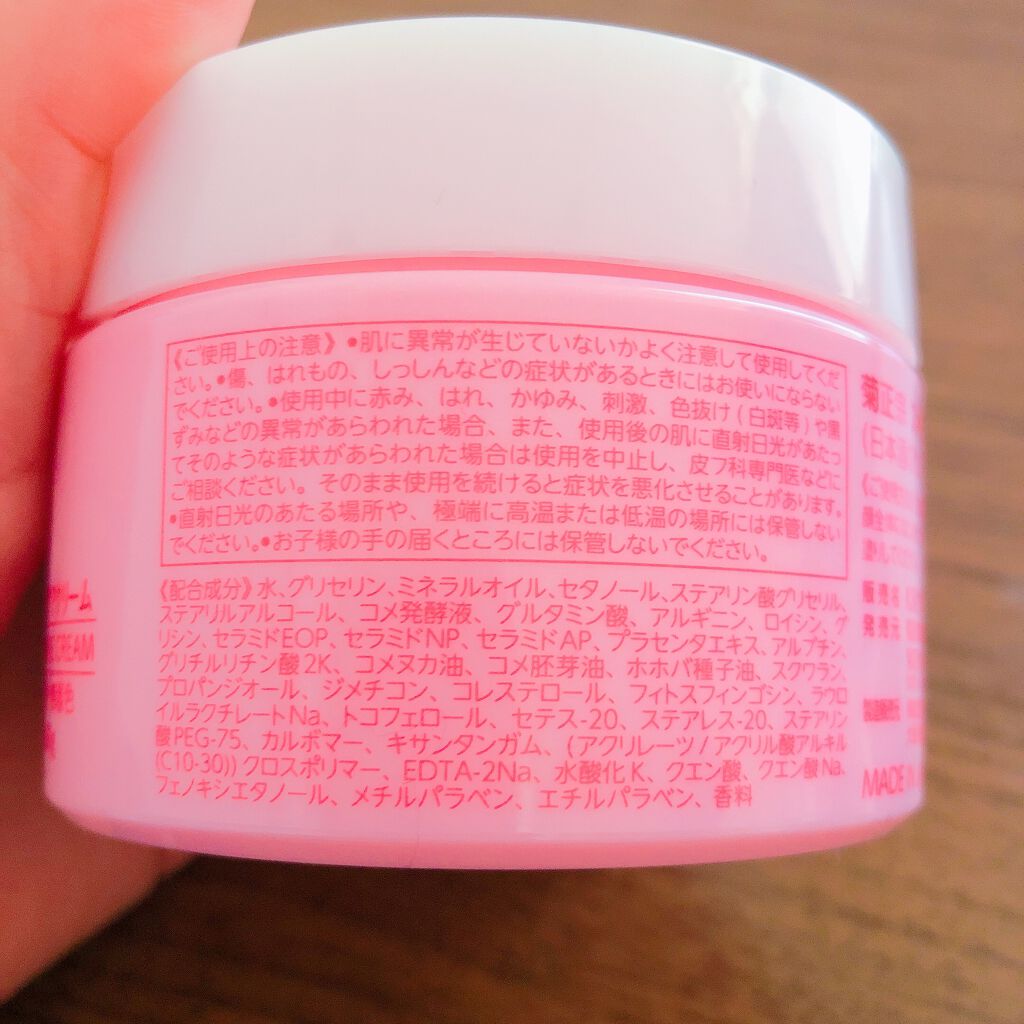 《ご使用上の注意》•肌に異常が生じていないかよく注意して使用してくだ
さい。•傷、はれもの、しっしんなどの症状があるときにはお使いにならない
でください。•使用中に赤み、はれ、かゆみ、刺激、色抜け(白斑等)や黒
ずみなどの異常があらわれた場合、また、使用後の肌に直射日光があたっ
てそのような症状があらわれた場合は使用を中止し、皮フ科専門医などに
ご相談ください。そのまま使用を続けると症状を悪化させることがあります。
•直射日光のあたる場所や、極端に高温または低温の場所には保管しない
でください。•お子様の手の届くところには保管しないでください。
《配合成分》水、グリセリン、ミネラルオイル、セタノール、ステアリン酸グリセリル、
ステアリルアルコール、コメ発酵液、グルタミン酸、アルギニン、ロイシン、グ
リシン、セラミドEOP、セラミドNP、セラミドAP、プラセンタエキス、アルブチン、
グリチルリチン酸2K、コメヌカ油、コメ胚芽油、ホホバ種子油、スクワラン、
プロパンジオール、ジメチコン、コレステロール、フィトスフィンゴシン、ラウロ
イルラクチレートNa、トコフェロール、セテス-20、ステアレス-20、ステアリン
酸PEG-75、カルボマー、キサンタンガム、(アクリレーツ/アクリル酸アルキル
(C10-30))クロスポリマー、EDTA-2Na、水酸化K、クエン酸、クエン酸Na、
フェノキシエタノール、メチルパラベン、エチルパラベン、香料
リーム
CREAM
菊正宗
(日本酒
販売名
発売元
MADE IN